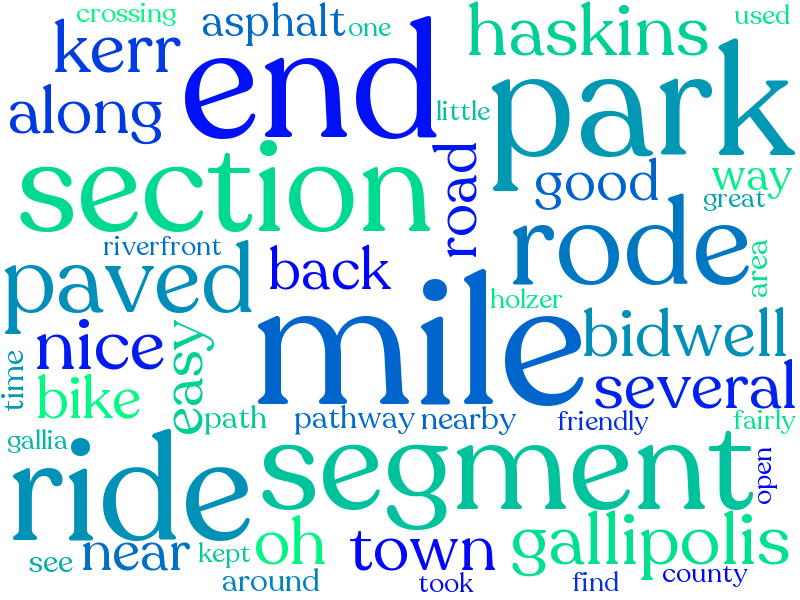 crossing
asphalt
one
used
kerr
end
haskins
along
little
park
section
road
good
way
great
riverfront
rode
paved
back
area
holzer
mile
bidwell
nice
time
easy
several
bike
path
pathway
nearby
friendly
fairly
gallia
ride
segment
open
oh
town
gallipolis
see
near
kept
around
took
find
county